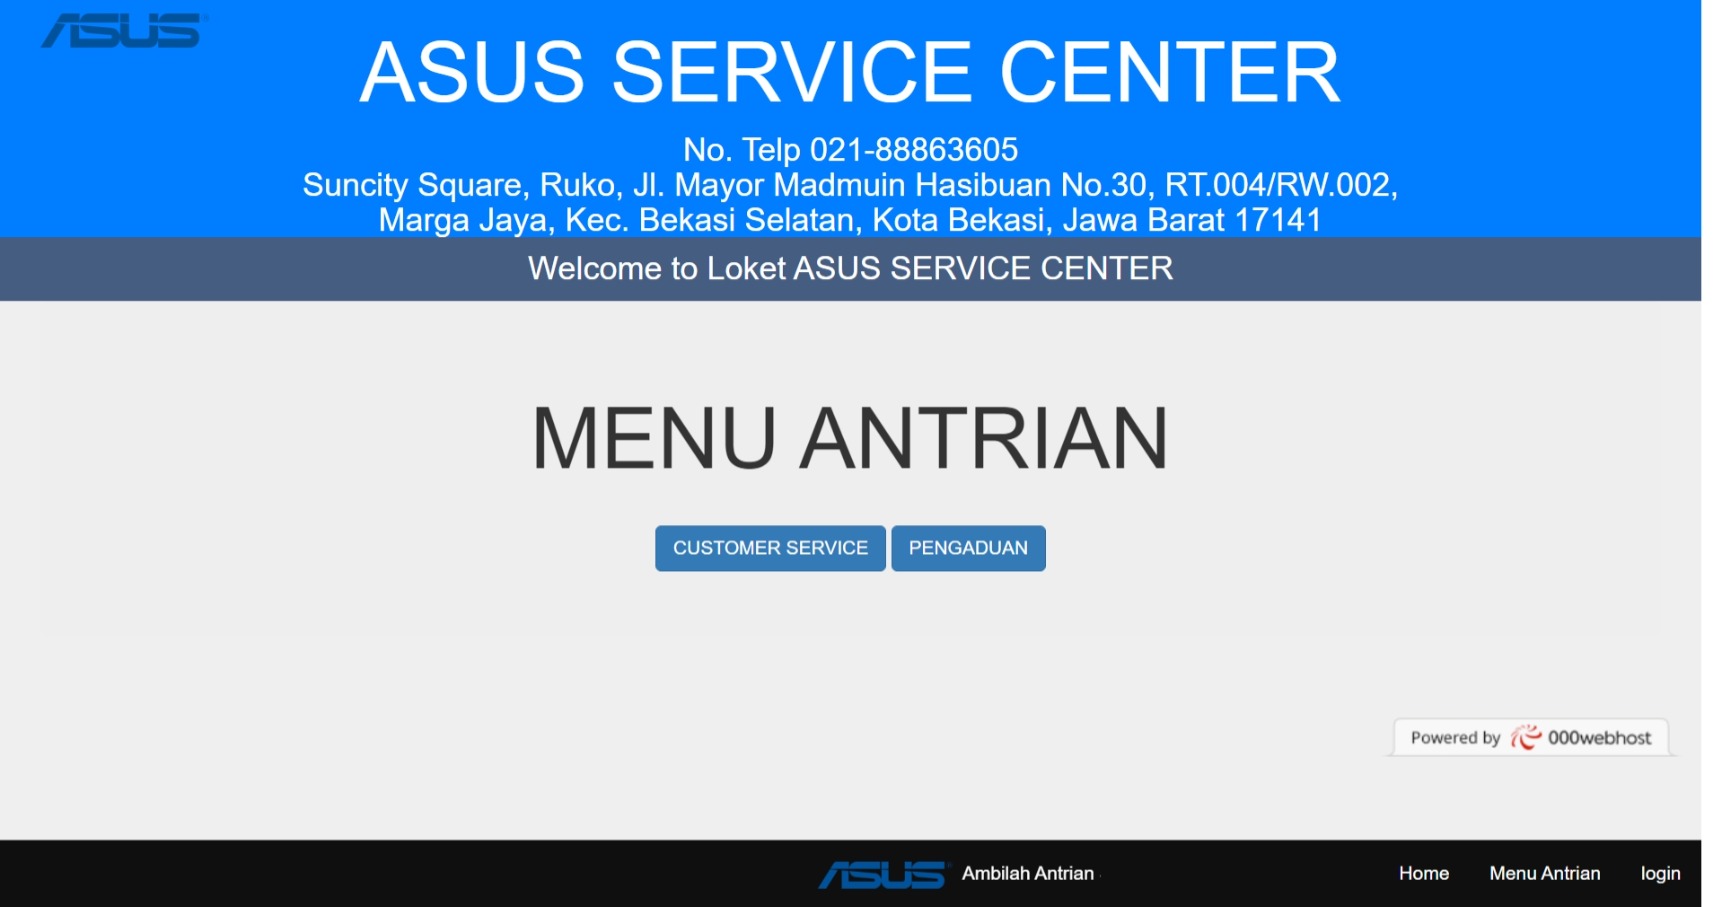 ASUS
ASUS SERVICE CENTER
No. Telp 021-88863605
Suncity Square, Ruko, Jl. Mayor Madmuin Hasibuan No.30, RT.004/RW.002,
Marga Jaya, Kec. Bekasi Selatan, Kota Bekasi, Jawa Barat 17141
Welcome to Loket ASUS SERVICE CENTER
MENU ANTRIAN
CUSTOMER SERVICE PENGADUAN
Powered by 000webhost
ASUS Ambilah Antrian Home Menu Antrian login